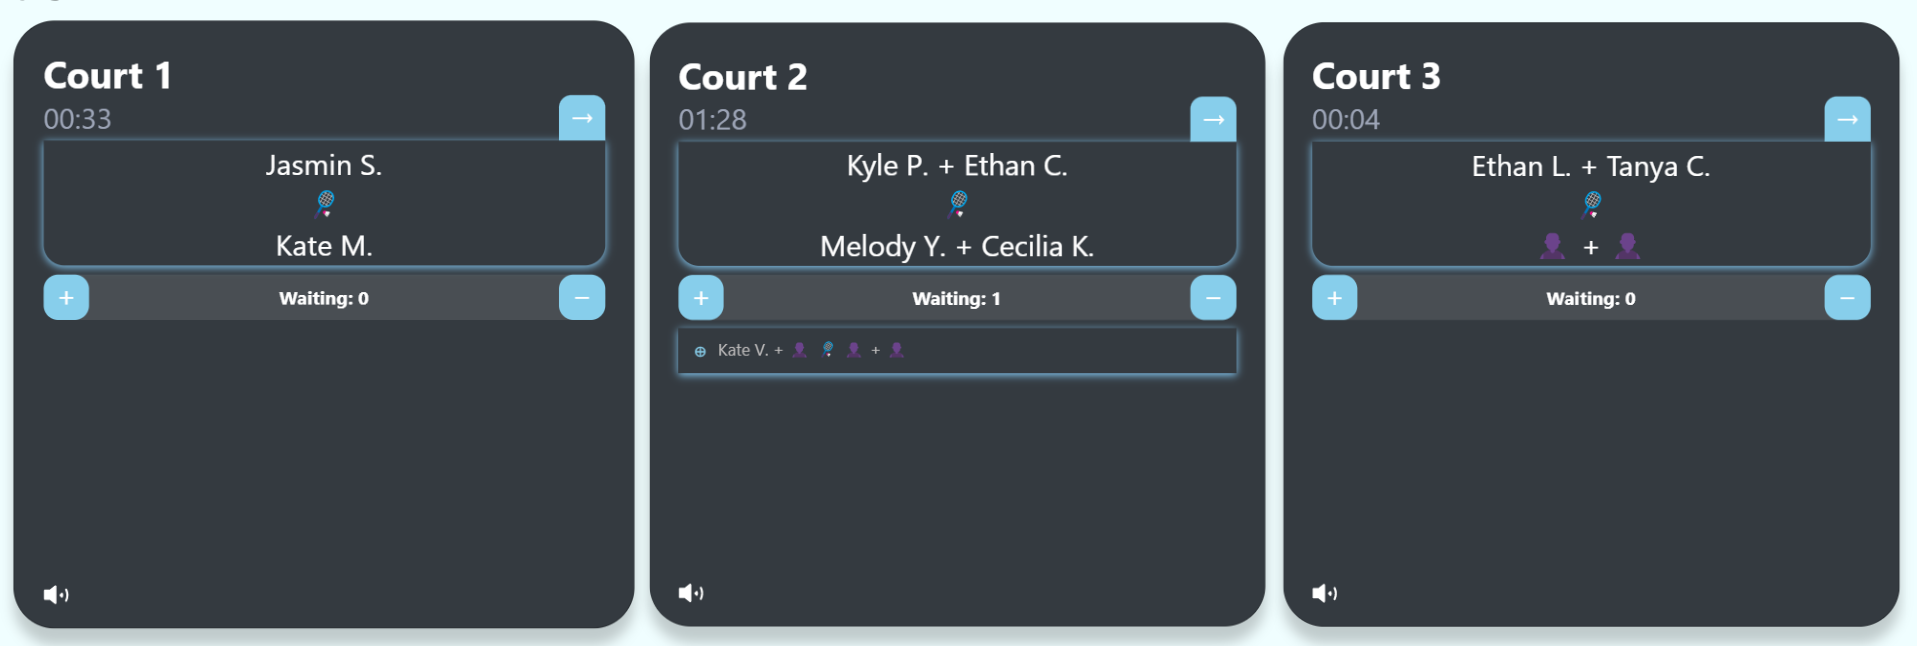 Court 1
00:33
→
Jasmin S.
Kate M.
+ Waiting: 0 −
Court 2
01:28
→
Kyle P. + Ethan C.
Melody Y. + Cecilia K.
+ Waiting: 1 −
⊕ Kate V. + +
Court 3
00:04
→
Ethan L. + Tanya C.
+
+ Waiting: 0 −